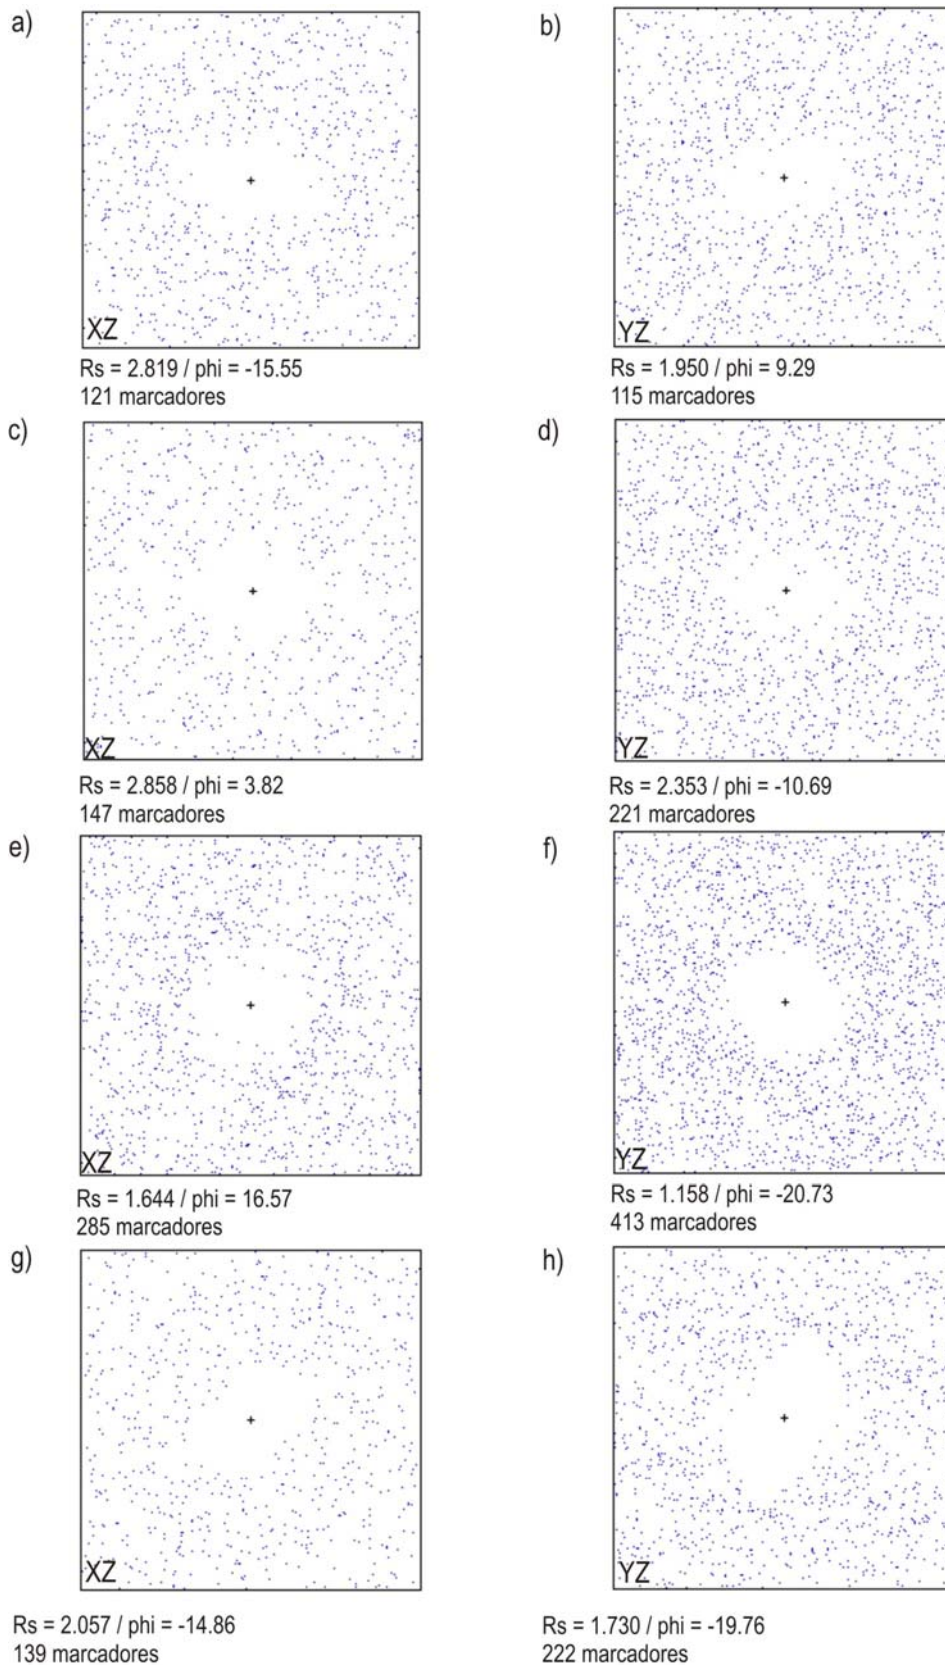 a)
XZ
Rs = 2.819 / phi = -15.55
121 marcadores
b)
YZ
Rs = 1.950 / phi = 9.29
115 marcadores
c)
XZ
Rs = 2.858 / phi = 3.82
147 marcadores
d)
YZ
Rs = 2.353 / phi = -10.69
221 marcadores
e)
XZ
Rs = 1.644 / phi = 16.57
285 marcadores
f)
YZ
Rs = 1.158 / phi = -20.73
413 marcadores
g)
XZ
Rs = 2.057 / phi = -14.86
139 marcadores
h)
YZ
Rs = 1.730 / phi = -19.76
222 marcadores